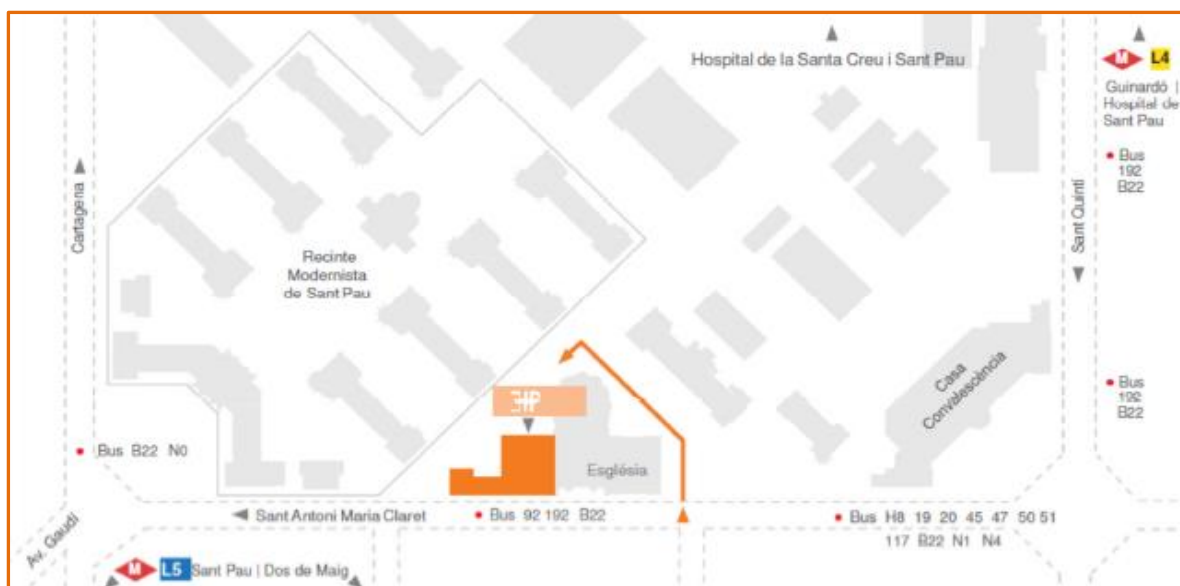 Hospital de la Santa Creu i Sant Pau
M L4
Guinardó |
Hospital de
Sant Pau
Bus
192
B22
Cartagena
Sant Quintí
Recinte
Modernista
de Sant Pau
Casa
Convalescència
Bus
192
B22
Església
Bus B22 N0
Sant Antoni Maria Claret
Bus 92 192 B22
Bus H8 19 20 45 47 50 51
117 B22 N1 N4
Av. Gaudí
M L5 Sant Pau | Dos de Maig